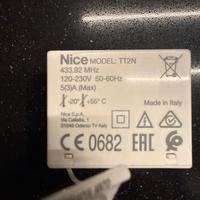 Nice MODEL: TT2N
433.92 MHz
120-230V 50-60Hz
5(3)A (Max)
-20° +55°C
Made in Italy
Nice S.p.A.
Via Callalta, 1
31046 Oderzo TV Italy
CE 0682 EAC